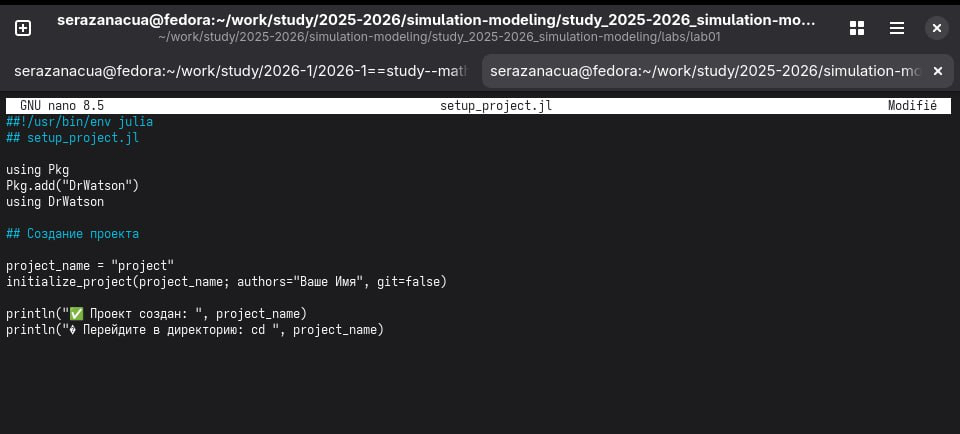 serazanacua@fedora:~/work/study/2025-2026/simulation-modeling/study_2025-2026_simulation-mo...
~/work/study/2025-2026/simulation-modeling/study_2025-2026_simulation-modeling/labs/lab01
serazanacua@fedora:~/work/study/2026-1/2026-1==study--math
serazanacua@fedora:~/work/study/2025-2026/simulation-mo
GNU nano 8.5 setup_project.jl Modifié
##!/usr/bin/env julia
## setup_project.jl
using Pkg
Pkg.add("DrWatson")
using DrWatson
## Создание проекта
project_name = "project"
initialize_project(project_name; authors="Ваше Имя", git=false)
println("✅ Проект создан: ", project_name)
println("� Перейдите в директорию: cd ", project_name)